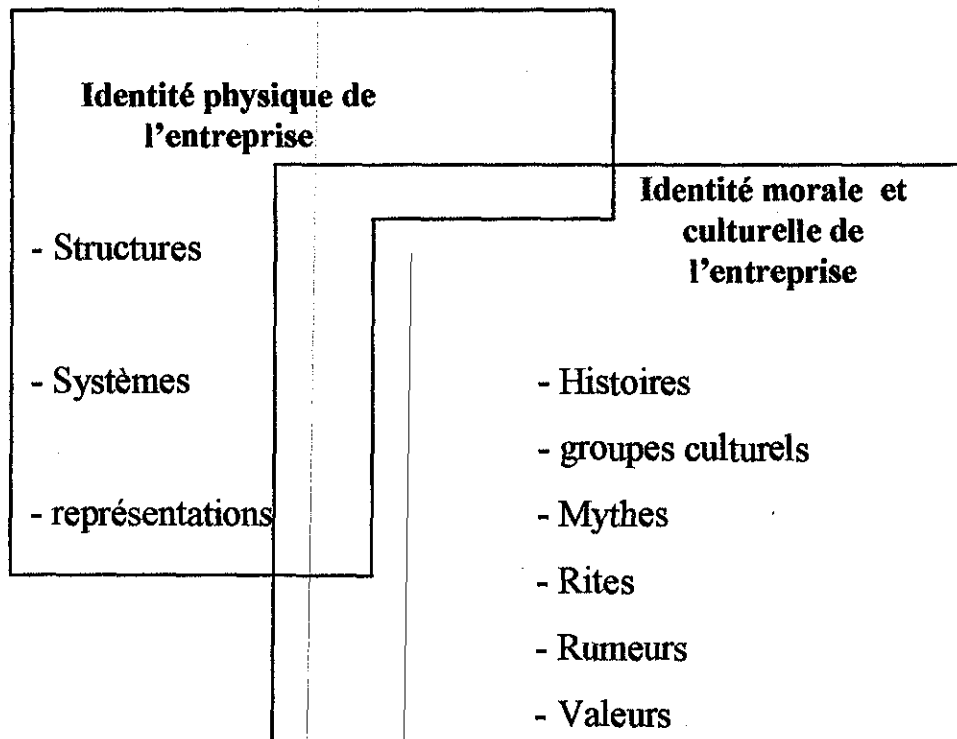 Identité physique de
l'entreprise
- Structures
- Systèmes
- représentations
Identité morale et
culturelle de
l'entreprise
- Histoires
- groupes culturels
- Mythes
- Rites
- Rumeurs
- Valeurs